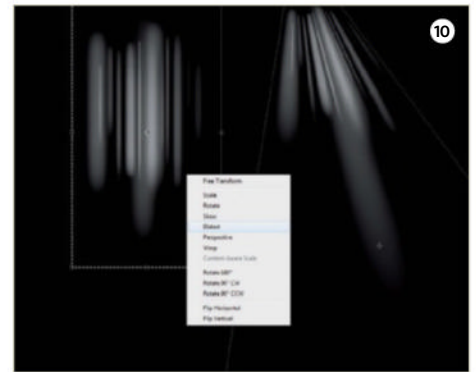 10
Free Transform
Scale
Rotate
Skew
Distort
Perspective
Warp
Content-Aware Scale
Rotate 180°
Rotate 90° CW
Rotate 90° CCW
Flip Horizontal
Flip Vertical